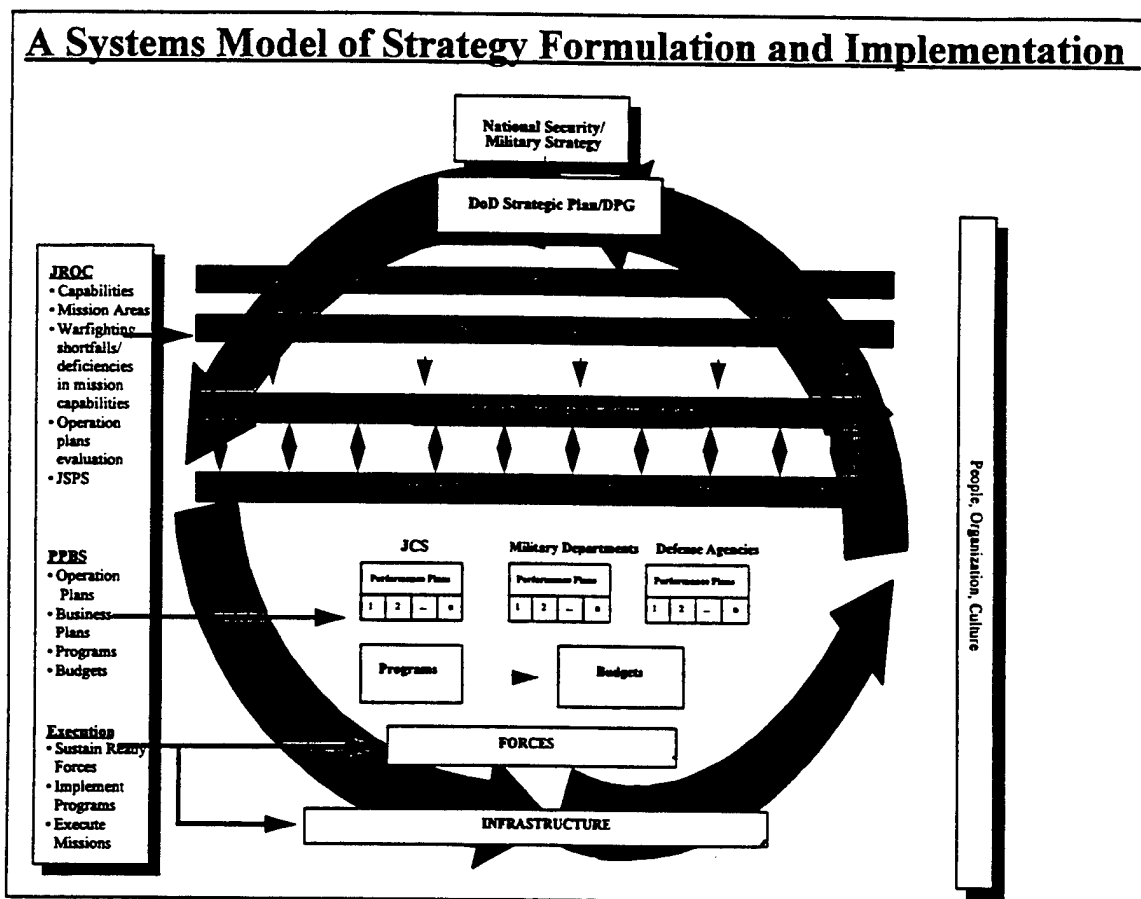 A Systems Model of Strategy Formulation and Implementation
National Security/
Military Strategy
DoD Strategic Plan/DPG
JROC
• Capabilities
• Mission Areas
• Warfighting
shortfalls/
deficiencies
in mission
capabilities
• Operation
plans
evaluation
• JSPS
PPBS
• Operation
Plans
• Business
Plans
• Programs
• Budgets
Execution
• Sustain Ready
Forces
• Implement
Programs
• Execute
Missions
JCS
Performance Plans
1 2 ... n
Military Departments
Performance Plans
1 2 ... n
Defense Agencies
Performance Plans
1 2 ... n
Programs
Budgets
FORCES
INFRASTRUCTURE
People, Organization, Culture